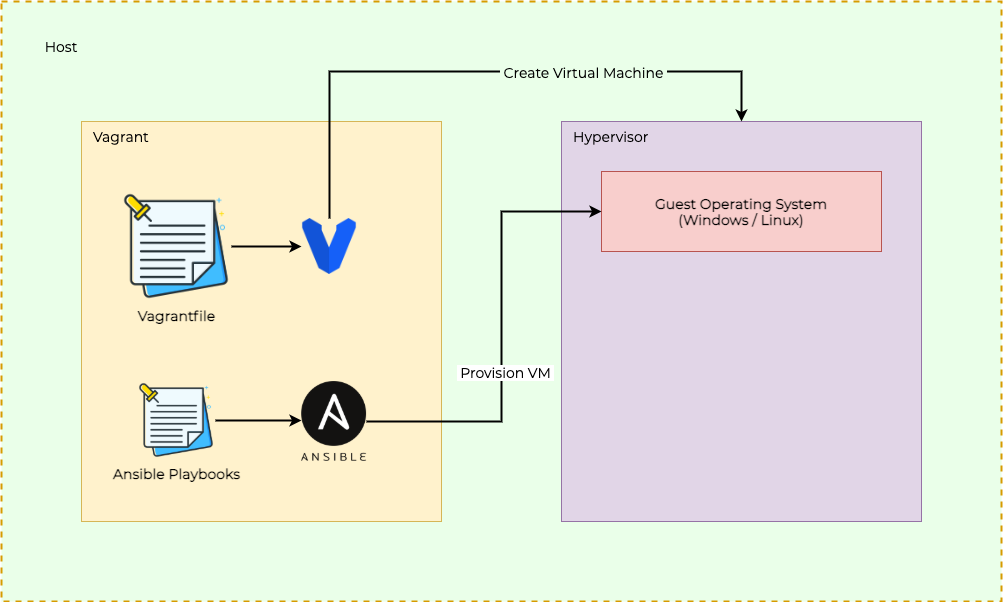 Host
Create Virtual Machine
Vagrant
Hypervisor
Guest Operating System
(Windows / Linux)
Vagrantfile
Provision VM
ANSIBLE
Ansible Playbooks